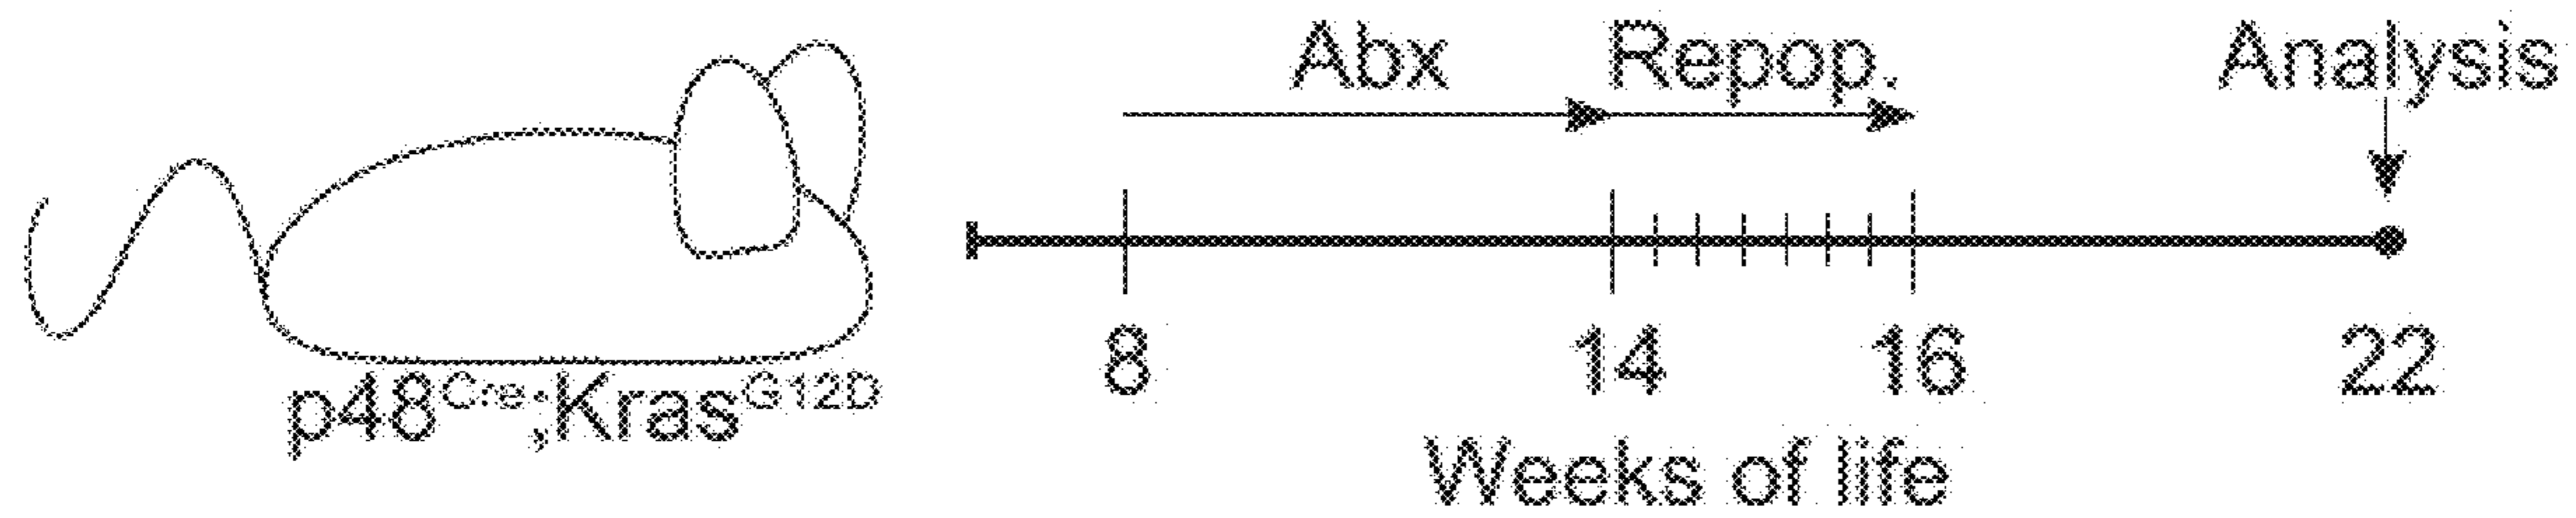 Abx Repop. Analysis
8 14 16 22
p48Cre;KrasG12D
Weeks of life